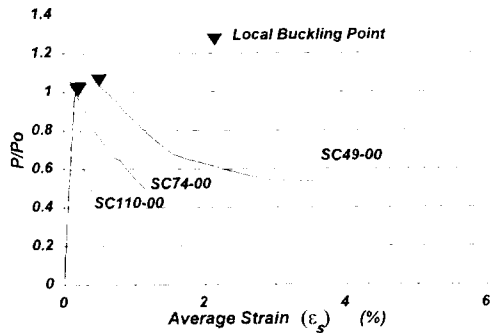 1.4
▼ Local Buckling Point
1.2
1
0.8
0.6
0.4
0.2
0
P/Po
SC49-00
SC74-00
SC110-00
0 2 4 6
Average Strain (εs) (%)